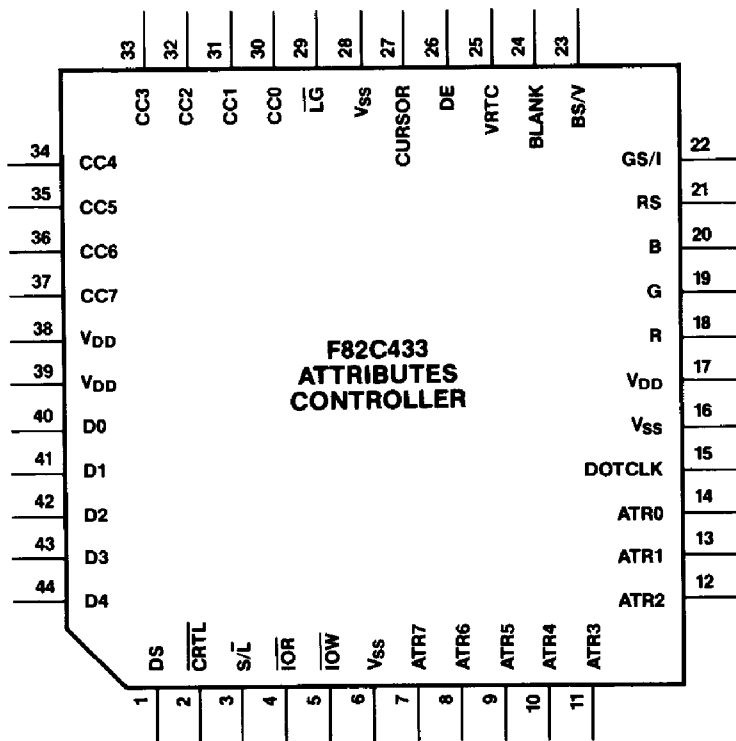 33 32 31 30 29 28 27 26 25 24 23
CC3 CC2 CC1 CC0 L̅G̅ VSS CURSOR DE VRTC BLANK BS/V
34 CC4
35 CC5
36 CC6
37 CC7
38 VDD
39 VDD
40 D0
41 D1
42 D2
43 D3
44 D4
F82C433
ATTRIBUTES
CONTROLLER
GS/I 22
RS 21
B 20
G 19
R 18
VDD 17
VSS 16
DOTCLK 15
ATR0 14
ATR1 13
ATR2 12
DS C̅R̅T̅L̅ S/L̅ I̅O̅R̅ I̅O̅W̅ VSS ATR7 ATR6 ATR5 ATR4 ATR3
1 2 3 4 5 6 7 8 9 10 11